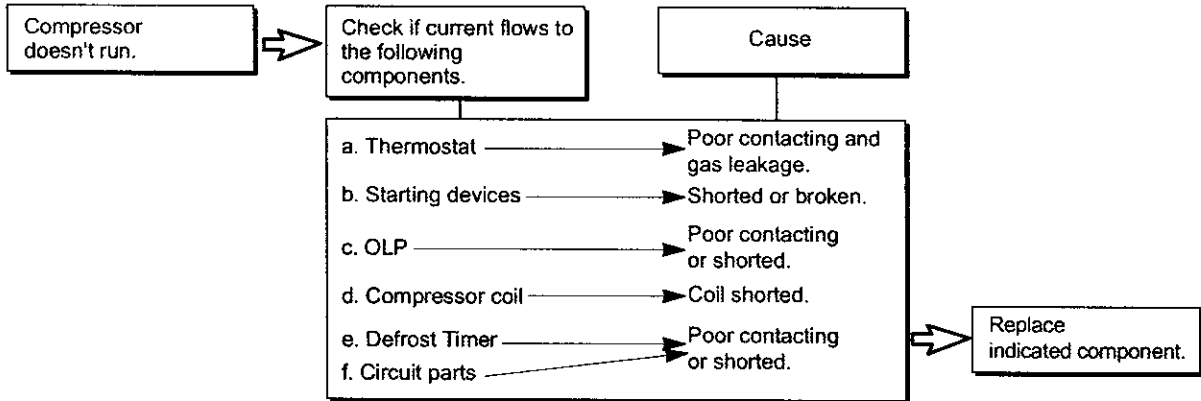 Compressor
doesn't run.
Check if current flows to
the following
components.
Cause
a. Thermostat
Poor contacting and
gas leakage.
b. Starting devices
Shorted or broken.
c. OLP
Poor contacting
or shorted.
d. Compressor coil
Coil shorted.
e. Defrost Timer
f. Circuit parts
Poor contacting
or shorted.
Replace
indicated component.